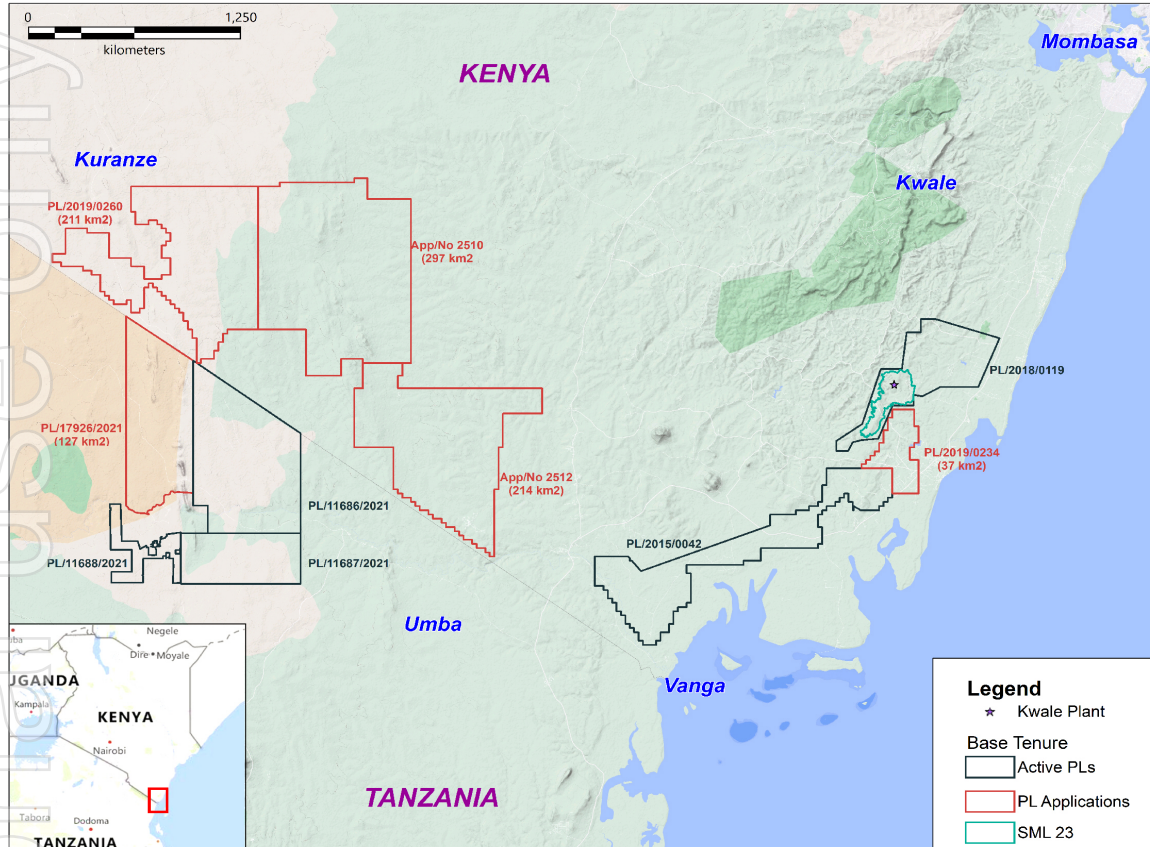 0 1,250
kilometers
Mombasa
KENYA
Kuranze
Kwale
PL/2019/0260
(211 km2)
App/No 2510
(297 km2
PL/2018/0119
PL/17926/2021
(127 km2)
PL/2019/0234
(37 km2)
App/No 2512
(214 km2)
PL/11686/2021
PL/2015/0042
PL/11688/2021
PL/11687/2021
Umba
Vanga
TANZANIA
Negele
Dire
Moyale
UGANDA
Kampala
KENYA
Nairobi
Tabora
Dodoma
TANZANIA
Legend
Kwale Plant
Base Tenure
Active PLs
PL Applications
SML 23
use only